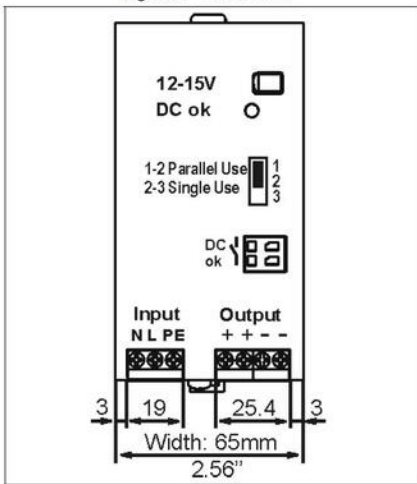 12-15V
DC ok
1-2 Parallel Use
2-3 Single Use
1
2
3
DC
ok
Input Output
N L PE + + - -
3 19 25.4 3
Width: 65mm
2.56"